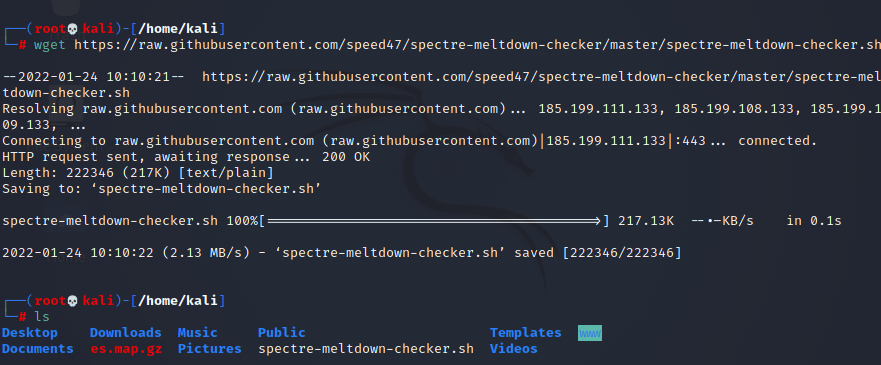 ┌──(root💀kali)-[/home/kali]
└─# wget https://raw.githubusercontent.com/speed47/spectre-meltdown-checker/master/spectre-meltdown-checker.sh
--2022-01-24 10:10:21--  https://raw.githubusercontent.com/speed47/spectre-meltdown-checker/master/spectre-mel
tdown-checker.sh
Resolving raw.githubusercontent.com (raw.githubusercontent.com)... 185.199.111.133, 185.199.108.133, 185.199.1
09.133, ...
Connecting to raw.githubusercontent.com (raw.githubusercontent.com)|185.199.111.133|:443... connected.
HTTP request sent, awaiting response... 200 OK
Length: 222346 (217K) [text/plain]
Saving to: ‘spectre-meltdown-checker.sh’
spectre-meltdown-checker.sh 100%[===========================================>] 217.13K  --.-KB/s    in 0.1s
2022-01-24 10:10:22 (2.13 MB/s) - ‘spectre-meltdown-checker.sh’ saved [222346/222346]
┌──(root💀kali)-[/home/kali]
└─# ls
Desktop    Downloads  Music     Public                       Templates  www
Documents  es.map.gz  Pictures  spectre-meltdown-checker.sh  Videos